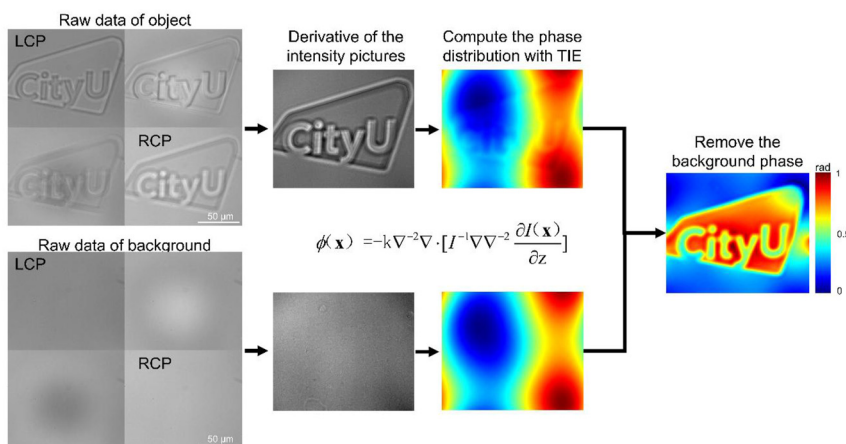 Raw data of object
LCP
RCP
50 μm
CityU
CityU
CityU
CityU
Derivative of the
intensity pictures
CityU
Compute the phase
distribution with TIE
ϕ(x) =-k∇⁻²∇·[I⁻¹∇∇⁻² ∂I(x)/∂z]
Remove the
background phase
rad
1
0.5
0
CityU
Raw data of background
LCP
RCP
50 μm